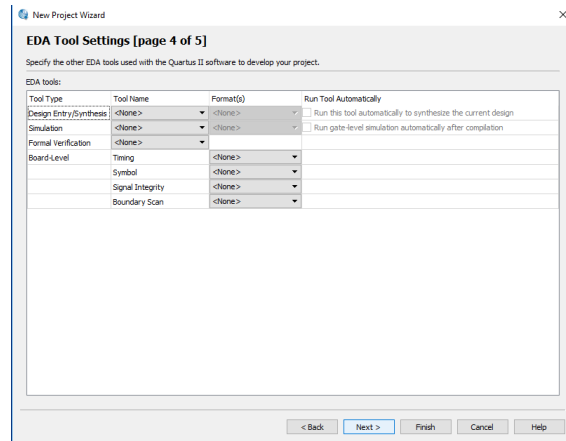 New Project Wizard
EDA Tool Settings [page 4 of 5]
Specify the other EDA tools used with the Quartus II software to develop your project.
EDA tools:
Tool Type Tool Name Format(s) Run Tool Automatically
Design Entry/Synthesis <None> <None> Run this tool automatically to synthesize the current design
Simulation <None> <None> Run gate-level simulation automatically after compilation
Formal Verification <None>
Board-Level Timing <None>
Symbol <None>
Signal Integrity <None>
Boundary Scan <None>
< Back Next > Finish Cancel Help